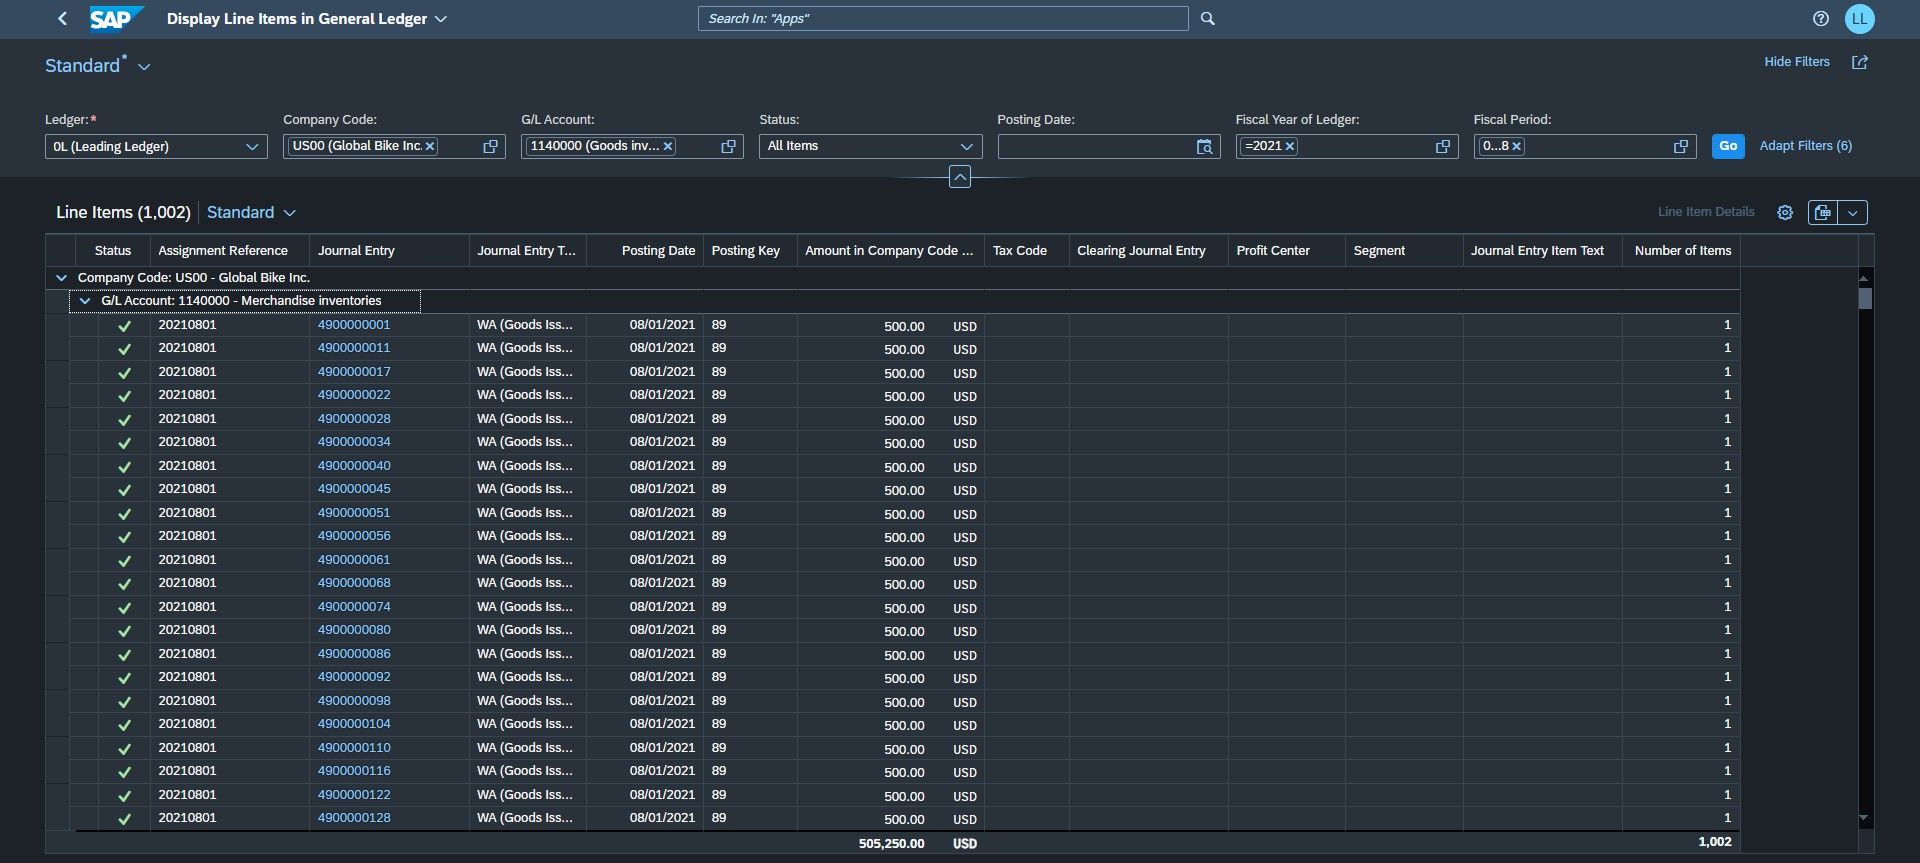 SAP Display Line Items in General Ledger Search In: "Apps" LL
Standard* Hide Filters
Ledger:* Company Code: G/L Account: Status: Posting Date: Fiscal Year of Ledger: Fiscal Period:
0L (Leading Ledger) US00 (Global Bike Inc. 1140000 (Goods inv... All Items =2021 0...8 Go Adapt Filters (6)
Line Items (1,002) Standard Line Item Details
Status Assignment Reference Journal Entry Journal Entry T... Posting Date Posting Key Amount in Company Code ... Tax Code Clearing Journal Entry Profit Center Segment Journal Entry Item Text Number of Items
Company Code: US00 - Global Bike Inc.
G/L Account: 1140000 - Merchandise inventories
20210801 4900000001 WA (Goods Iss... 08/01/2021 89 500.00 USD 1
20210801 4900000011 WA (Goods Iss... 08/01/2021 89 500.00 USD 1
20210801 4900000017 WA (Goods Iss... 08/01/2021 89 500.00 USD 1
20210801 4900000022 WA (Goods Iss... 08/01/2021 89 500.00 USD 1
20210801 4900000028 WA (Goods Iss... 08/01/2021 89 500.00 USD 1
20210801 4900000034 WA (Goods Iss... 08/01/2021 89 500.00 USD 1
20210801 4900000040 WA (Goods Iss... 08/01/2021 89 500.00 USD 1
20210801 4900000045 WA (Goods Iss... 08/01/2021 89 500.00 USD 1
20210801 4900000051 WA (Goods Iss... 08/01/2021 89 500.00 USD 1
20210801 4900000056 WA (Goods Iss... 08/01/2021 89 500.00 USD 1
20210801 4900000061 WA (Goods Iss... 08/01/2021 89 500.00 USD 1
20210801 4900000068 WA (Goods Iss... 08/01/2021 89 500.00 USD 1
20210801 4900000074 WA (Goods Iss... 08/01/2021 89 500.00 USD 1
20210801 4900000080 WA (Goods Iss... 08/01/2021 89 500.00 USD 1
20210801 4900000086 WA (Goods Iss... 08/01/2021 89 500.00 USD 1
20210801 4900000092 WA (Goods Iss... 08/01/2021 89 500.00 USD 1
20210801 4900000098 WA (Goods Iss... 08/01/2021 89 500.00 USD 1
20210801 4900000104 WA (Goods Iss... 08/01/2021 89 500.00 USD 1
20210801 4900000110 WA (Goods Iss... 08/01/2021 89 500.00 USD 1
20210801 4900000116 WA (Goods Iss... 08/01/2021 89 500.00 USD 1
20210801 4900000122 WA (Goods Iss... 08/01/2021 89 500.00 USD 1
20210801 4900000128 WA (Goods Iss... 08/01/2021 89 500.00 USD 1
505,250.00 USD 1,002